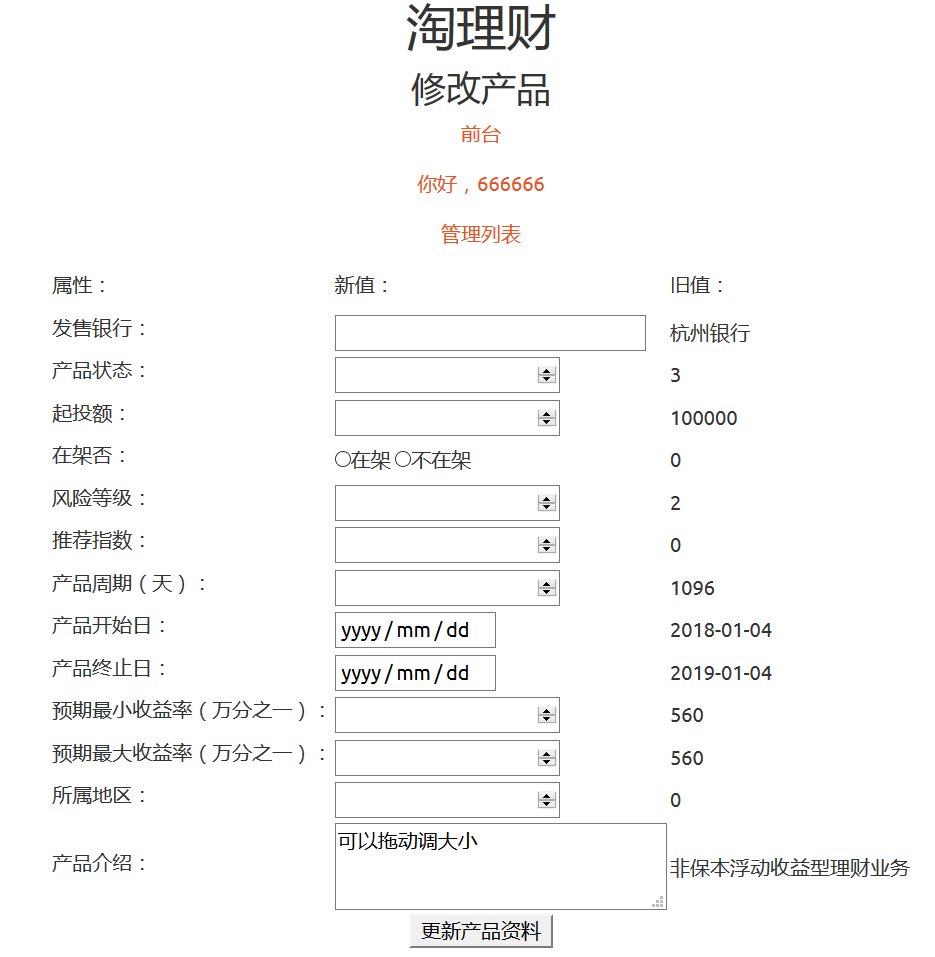 淘理财
修改产品
前台
你好，666666
管理列表
属性： 新值： 旧值：
发售银行： 杭州银行
产品状态： 3
起投额： 100000
在架否： 在架 不在架 0
风险等级： 2
推荐指数： 0
产品周期（天）： 1096
产品开始日： yyyy / mm / dd 2018-01-04
产品终止日： yyyy / mm / dd 2019-01-04
预期最小收益率（万分之一）： 560
预期最大收益率（万分之一）： 560
所属地区： 0
产品介绍： 可以拖动调大小 非保本浮动收益型理财业务
更新产品资料